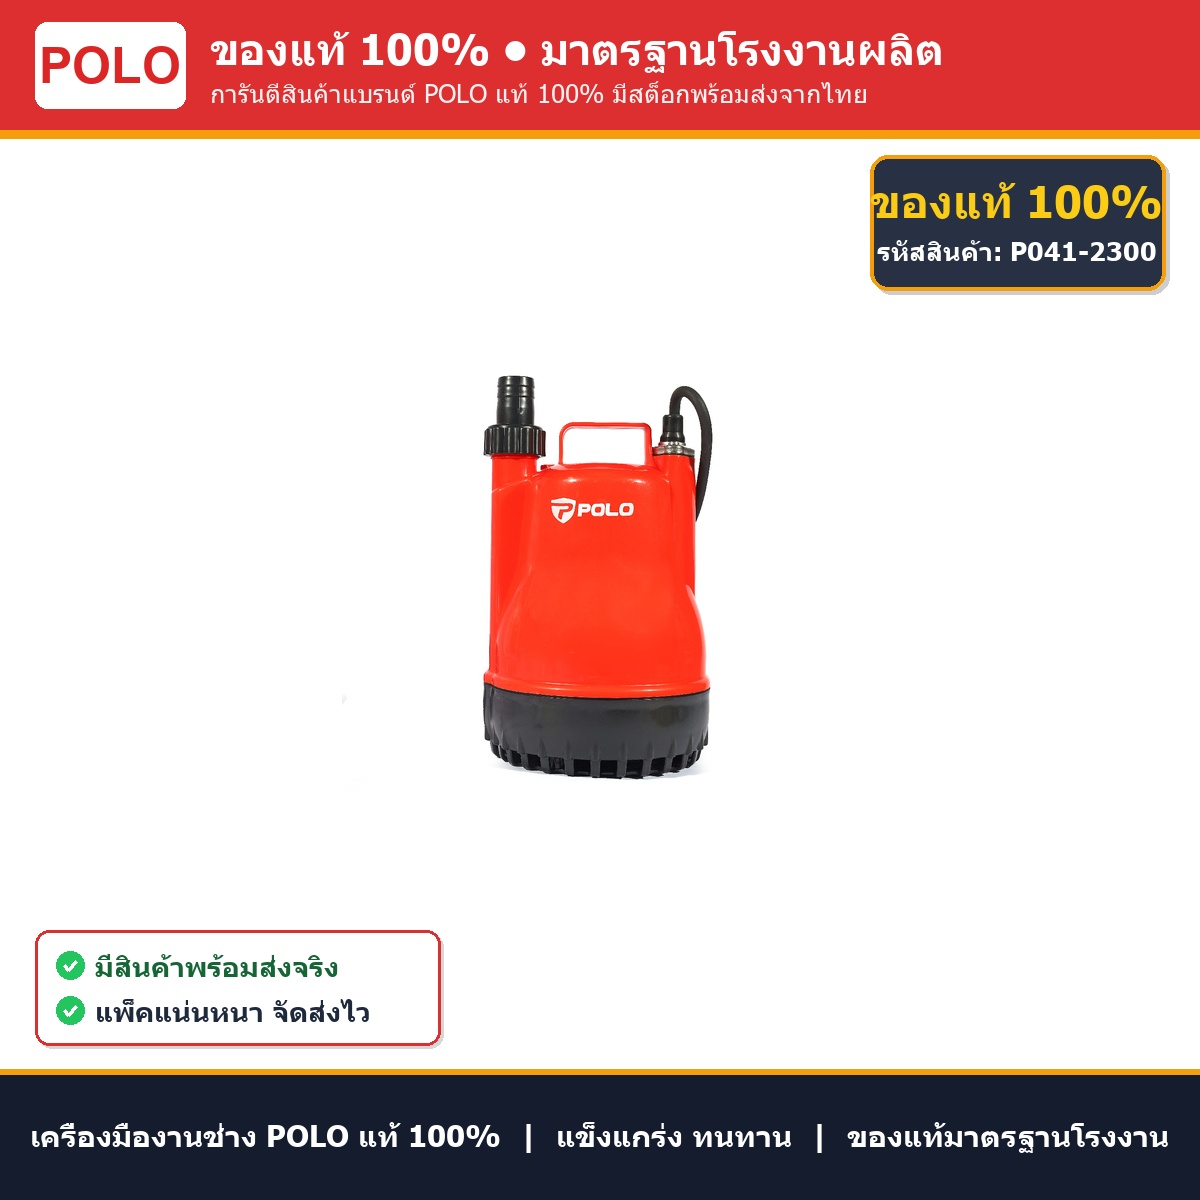 POLO
ของแท้ 100% • มาตรฐานโรงงานผลิต
การันตีสินค้าแบรนด์ POLO แท้ 100% มีสต็อกพร้อมส่งจากไทย
ของแท้ 100%
รหัสสินค้า: P041-2300
POLO
มีสินค้าพร้อมส่งจริง
แพ็คแน่นหนา จัดส่งไว
เครื่องมืองานช่าง POLO แท้ 100% | แข็งแกร่ง ทนทาน | ของแท้มาตรฐานโรงงาน